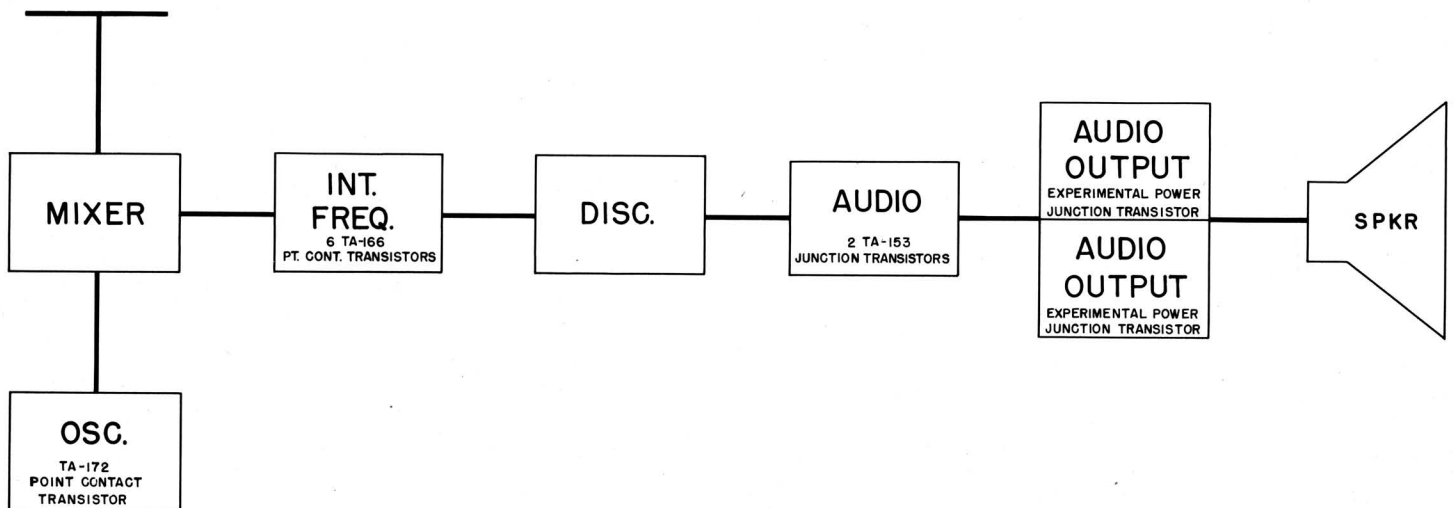 MIXER
OSC.
TA-172
POINT CONTACT
TRANSISTOR
INT.
FREQ.
6 TA-166
PT. CONT. TRANSISTORS
DISC.
AUDIO
2 TA-153
JUNCTION TRANSISTORS
AUDIO
OUTPUT
EXPERIMENTAL POWER
JUNCTION TRANSISTOR
AUDIO
OUTPUT
EXPERIMENTAL POWER
JUNCTION TRANSISTOR
SPKR